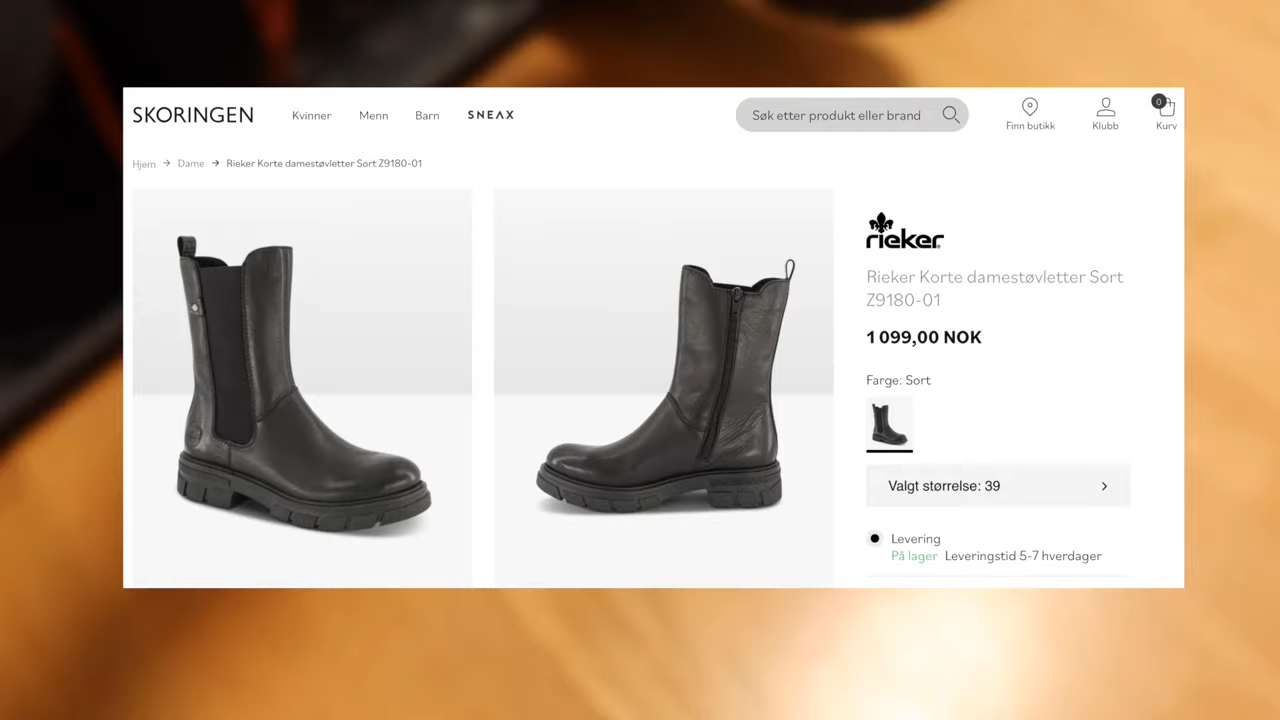 SKORINGEN
Kvinner
Menn
Barn
SNEAX
Søk etter produkt eller brand
Finn butikk
Klubb
0
Kurv
Hjem → Dame → Rieker Korte damestøvletter Sort Z9180-01
rieker
Rieker Korte damestøvletter Sort
Z9180-01
1 099,00 NOK
Farge: Sort
Valgt størrelse: 39
Levering
På lager Leveringstid 5-7 hverdager